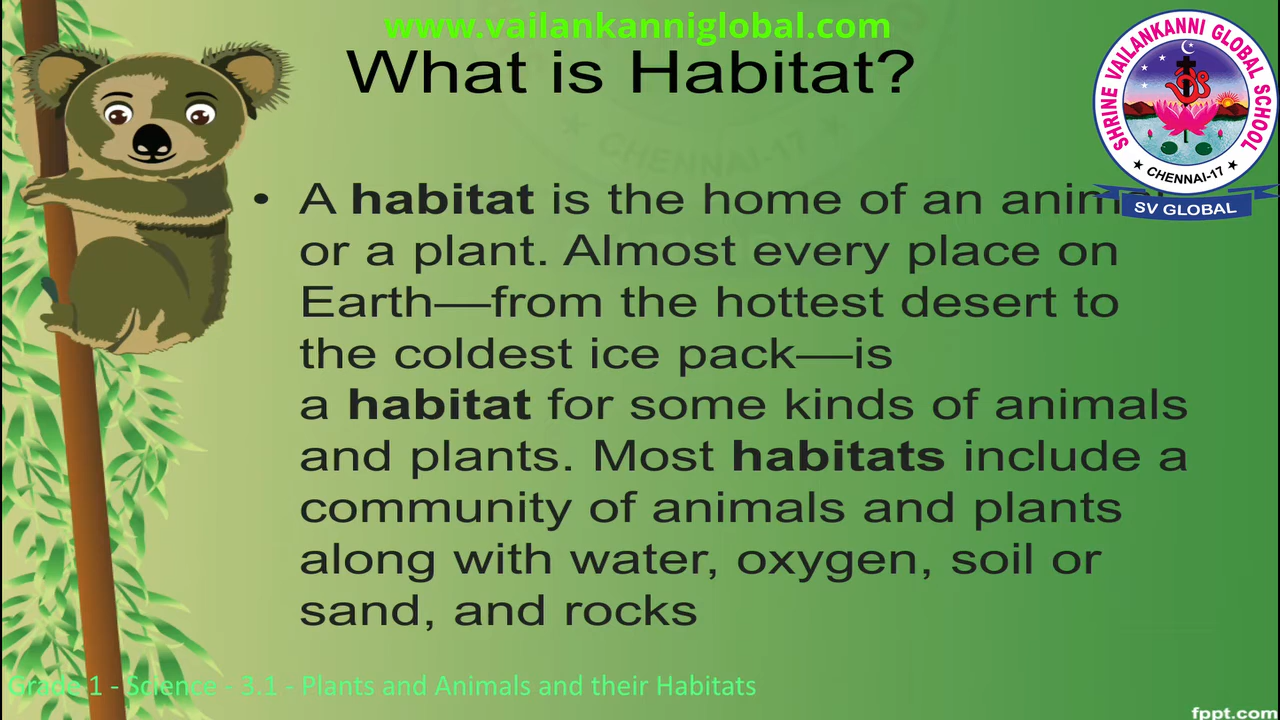 www.vailankanniglobal.com
What is Habitat?
SHRINE VAILANKANNI GLOBAL SCHOOL
★ CHENNAI-17 ★
SV GLOBAL
CHENNAI-17
• A habitat is the home of an anim
or a plant. Almost every place on
Earth—from the hottest desert to
the coldest ice pack—is
a habitat for some kinds of animals
and plants. Most habitats include a
community of animals and plants
along with water, oxygen, soil or
sand, and rocks
Grade 1 - Science - 3.1 - Plants and Animals and their Habitats
fppt.com